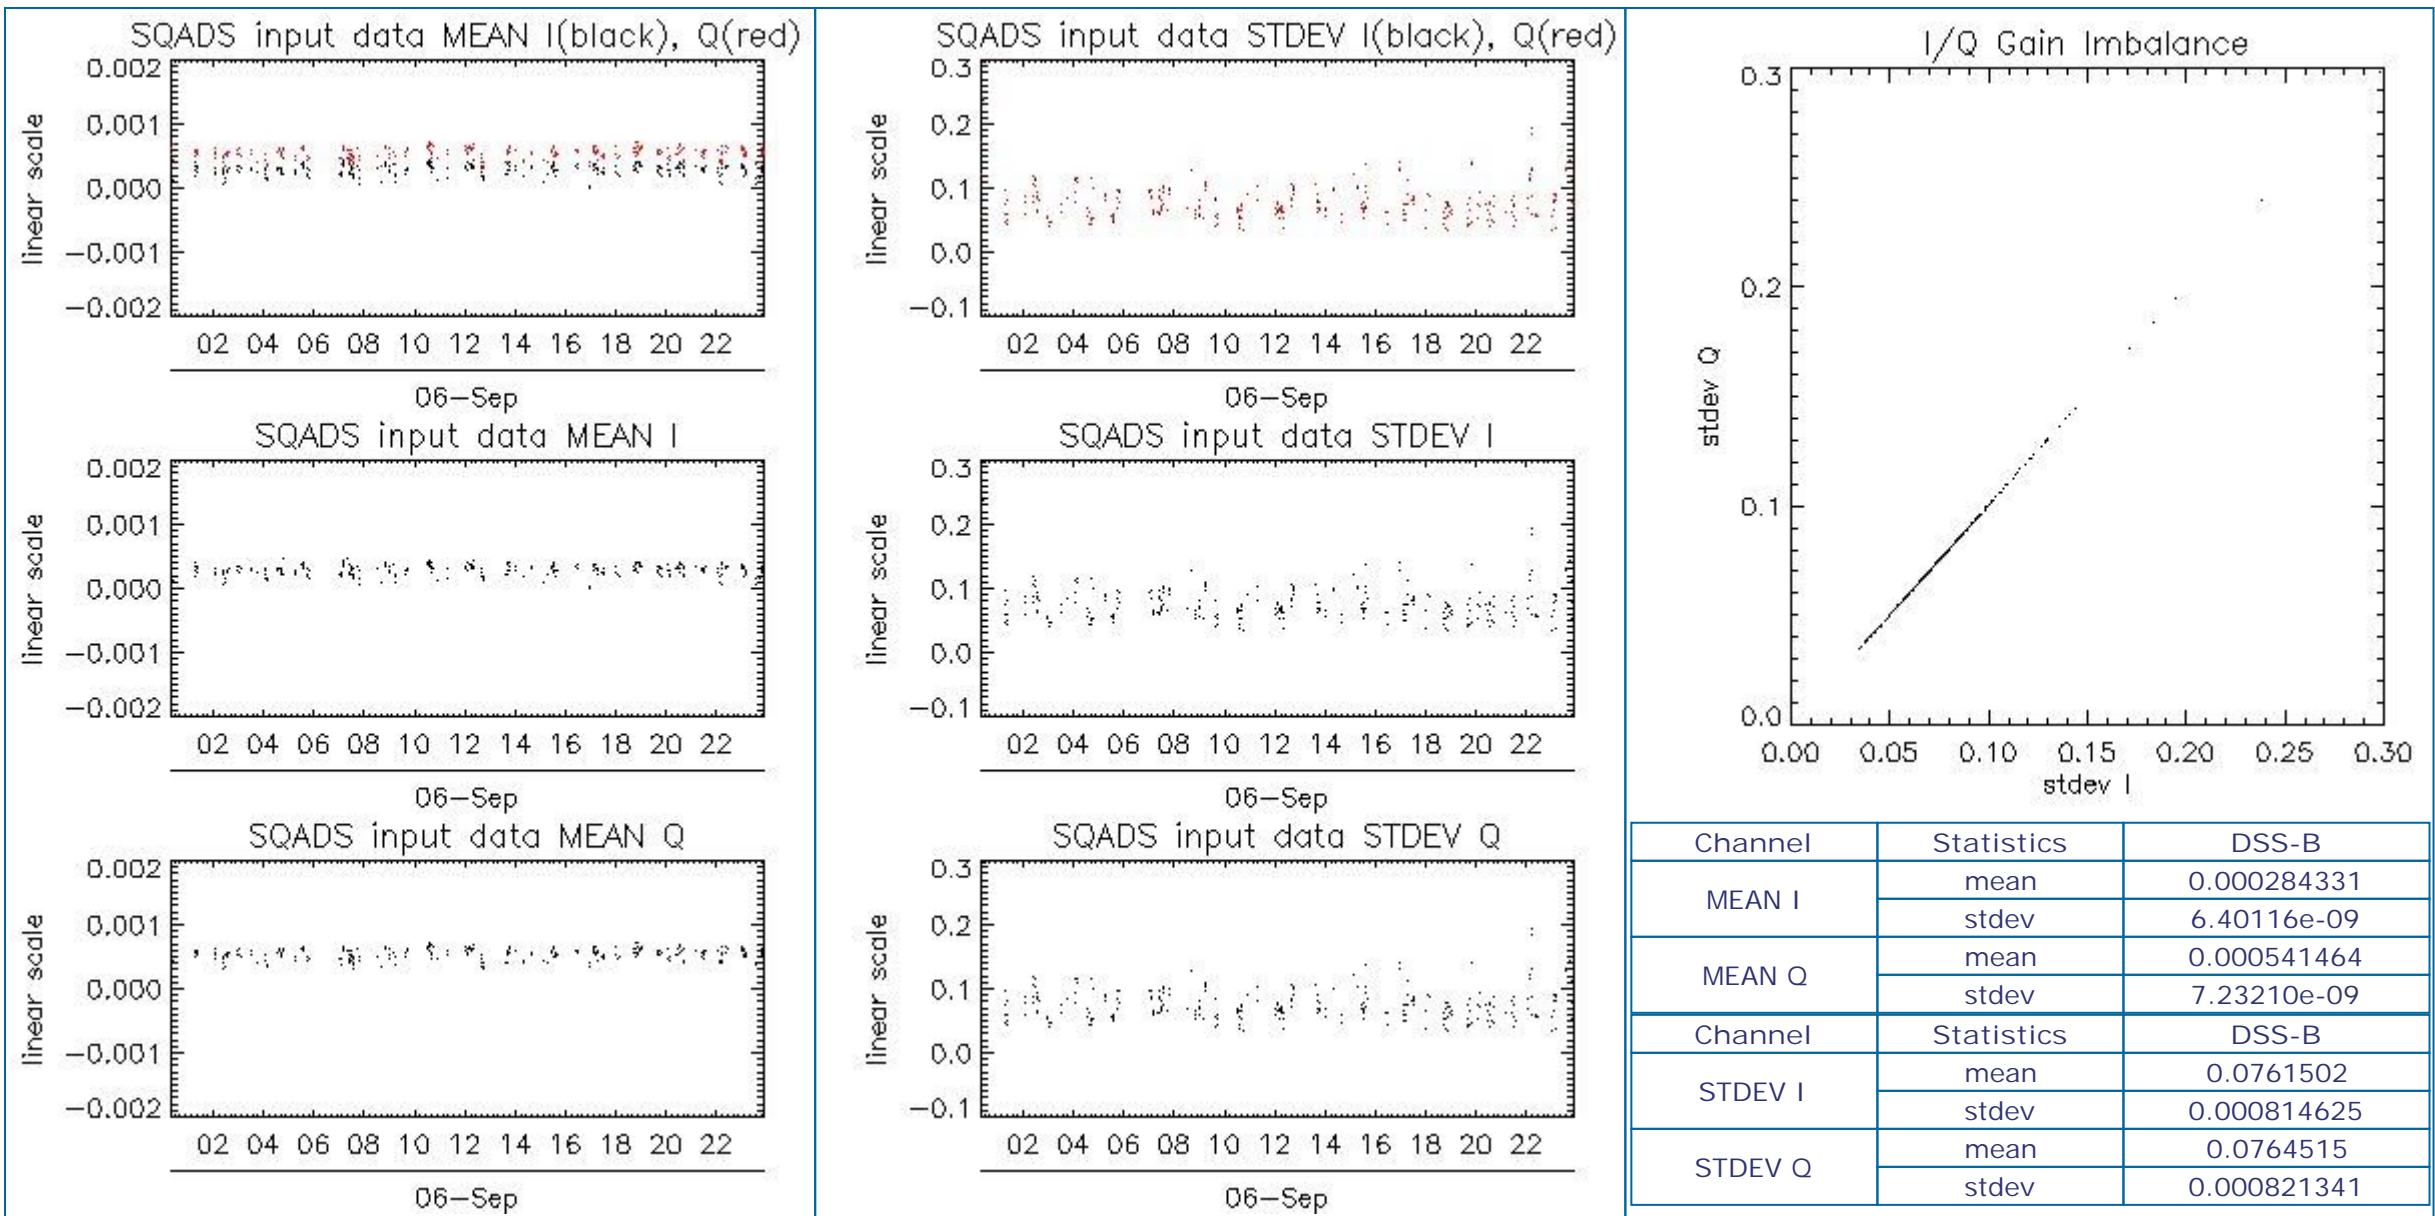 SQADS input data MEAN I(black), Q(red)
0.002
0.001
0.000
−0.001
−0.002
linear scale
02 04 06 08 10 12 14 16 18 20 22
06−Sep
SQADS input data MEAN I
0.002
0.001
0.000
−0.001
−0.002
linear scale
02 04 06 08 10 12 14 16 18 20 22
06−Sep
SQADS input data MEAN Q
0.002
0.001
0.000
−0.001
−0.002
linear scale
02 04 06 08 10 12 14 16 18 20 22
06−Sep
SQADS input data STDEV I(black), Q(red)
0.3
0.2
0.1
0.0
−0.1
linear scale
02 04 06 08 10 12 14 16 18 20 22
06−Sep
SQADS input data STDEV I
0.3
0.2
0.1
0.0
−0.1
linear scale
02 04 06 08 10 12 14 16 18 20 22
06−Sep
SQADS input data STDEV Q
0.3
0.2
0.1
0.0
−0.1
linear scale
02 04 06 08 10 12 14 16 18 20 22
06−Sep
I/Q Gain Imbalance
0.3
0.2
0.1
0.0
stdev Q
0.00 0.05 0.10 0.15 0.20 0.25 0.30
stdev I
Channel Statistics DSS-B
MEAN I mean 0.000284331
stdev 6.40116e-09
MEAN Q mean 0.000541464
stdev 7.23210e-09
Channel Statistics DSS-B
STDEV I mean 0.0761502
stdev 0.000814625
STDEV Q mean 0.0764515
stdev 0.000821341